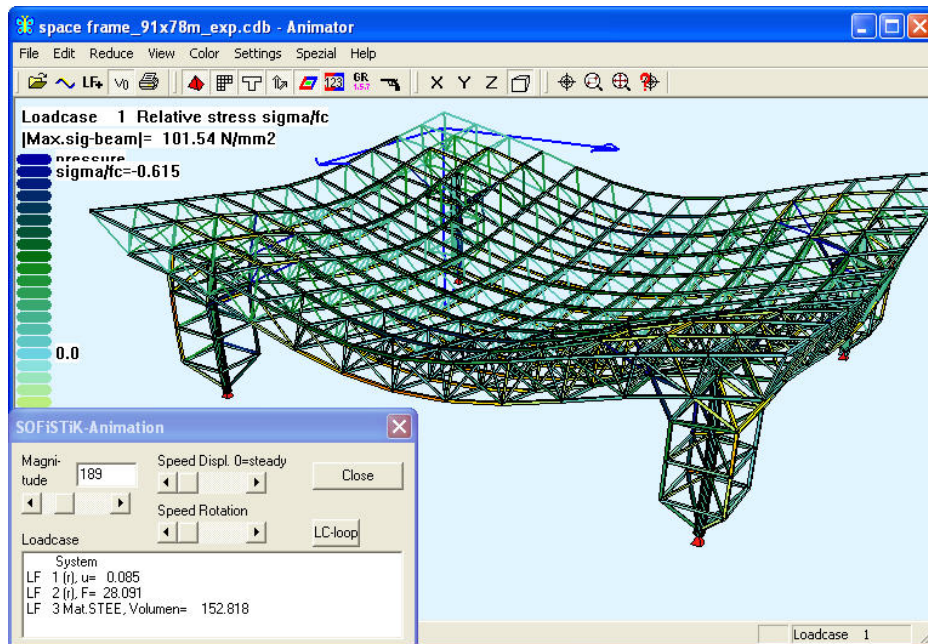 space frame_91x78m_exp.cdb - Animator
File Edit Reduce View Color Settings Spezial Help
LF+ V0 123 GR 1,5,7 X Y Z
Loadcase 1 Relative stress sigma/fc
|Max.sig-beam|= 101.54 N/mm2
pressure
sigma/fc=-0.615
0.0
SOFiSTiK-Animation
Magni-
tude
189
Speed Displ. 0=steady
Close
Speed Rotation
LC-loop
Loadcase
System
LF 1 (r), u= 0.085
LF 2 (r), F= 28.091
LF 3 Mat.STEE, Volumen= 152.818
Loadcase 1